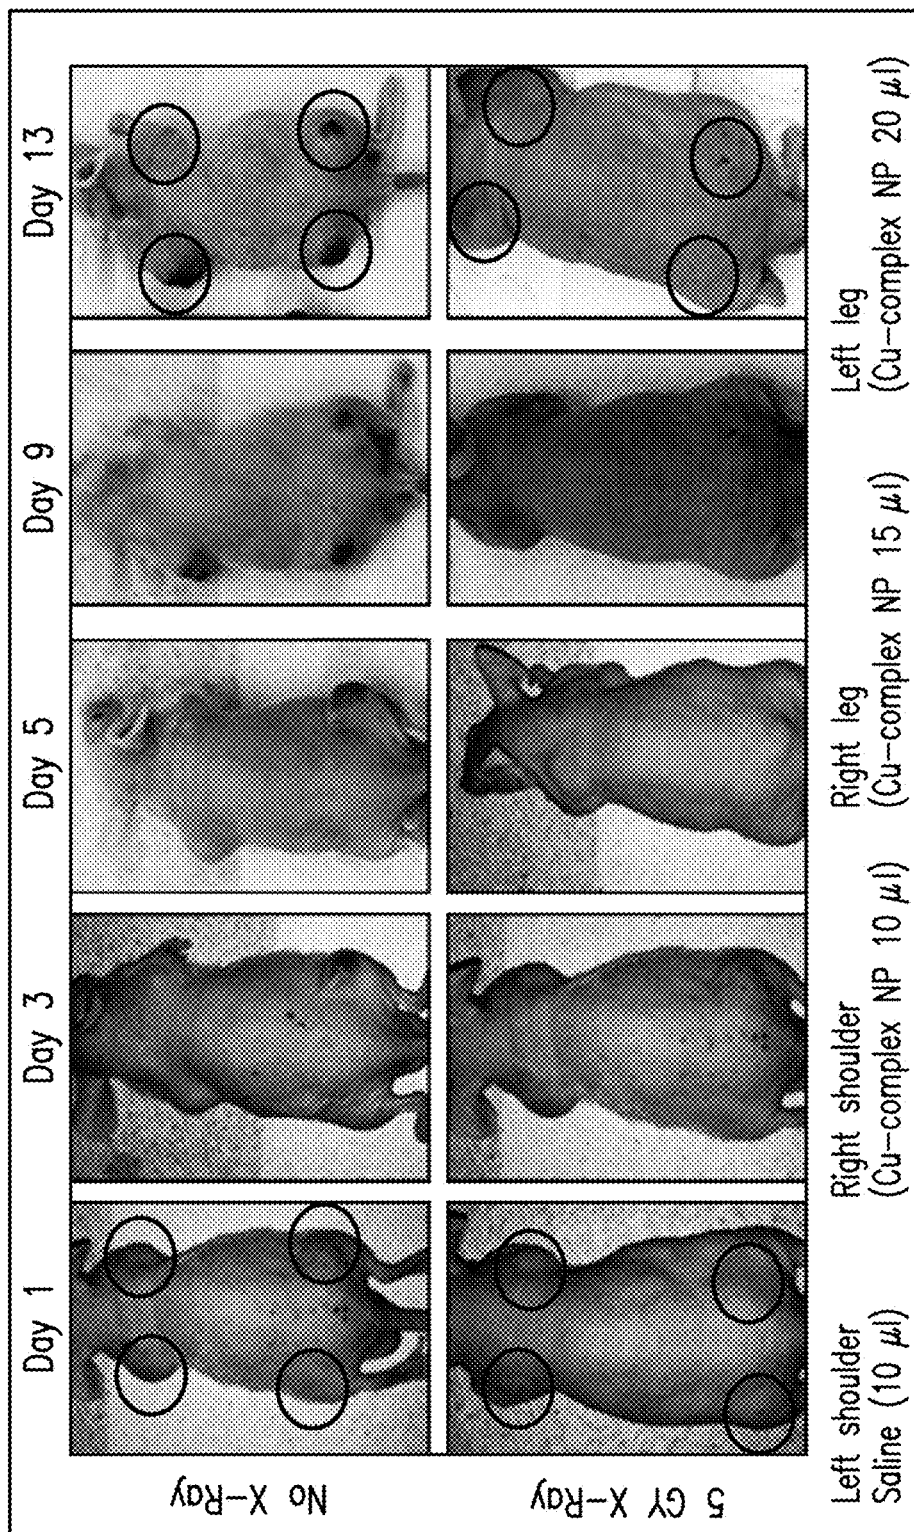 Day 1
Day 3
Day 5
Day 9
Day 13
No X-Ray
5 GY X-Ray
Left shoulder
Saline (10 μl)
Right shoulder
(Cu-complex NP 10 μl)
Right leg
(Cu-complex NP 15 μl)
Left leg
(Cu-complex NP 20 μl)